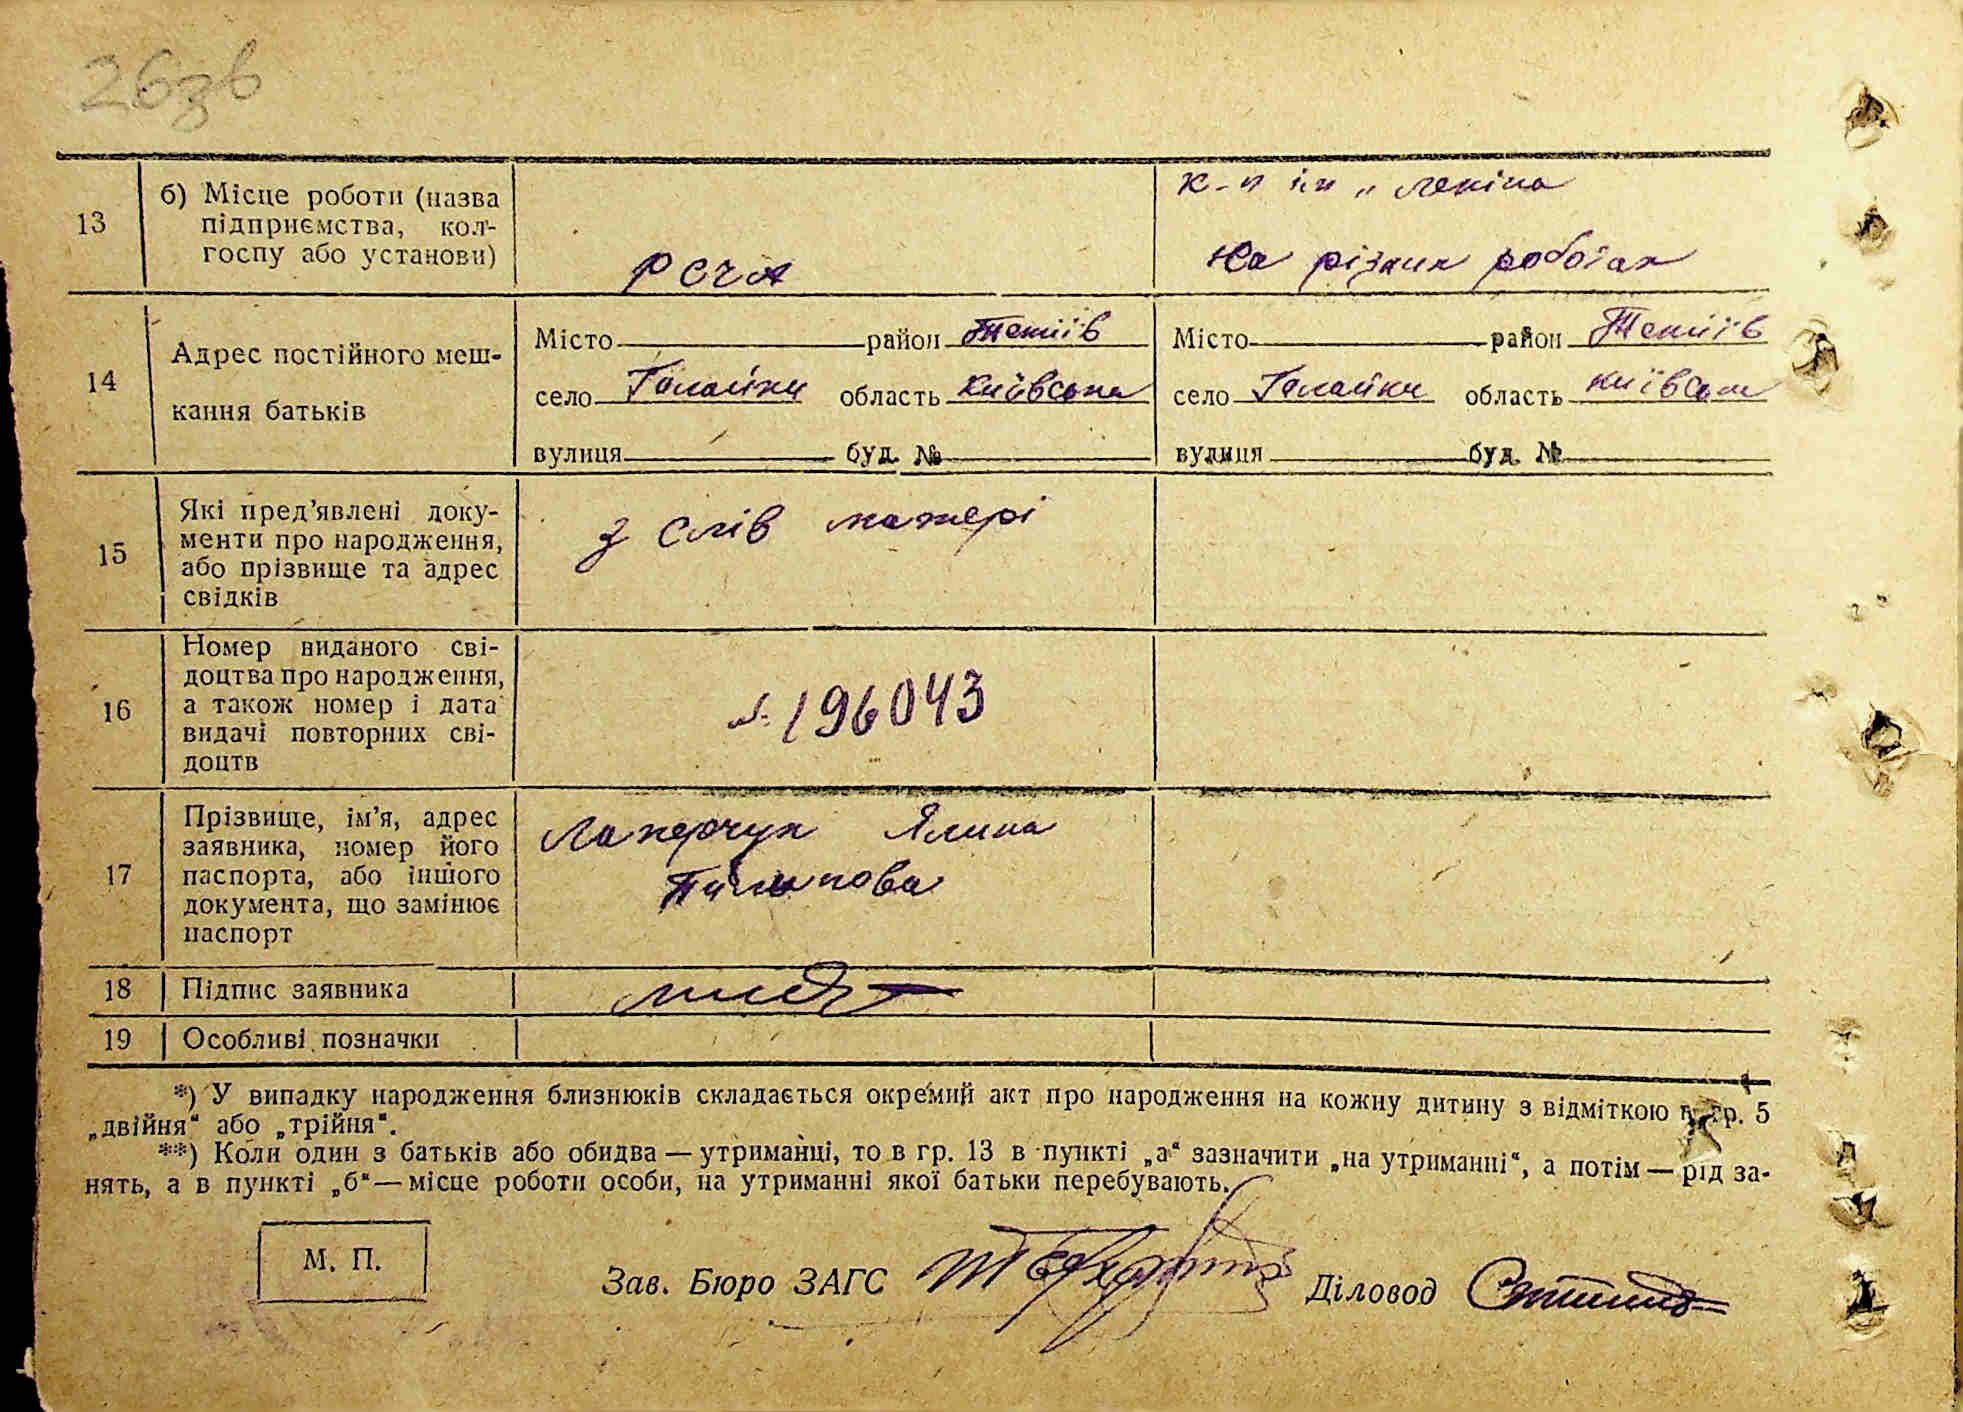 263б
13
б) Місце роботи (назва
підприємства, кол-
госпу або установи)
РСЧА
к-п ім „Леніна
на різних роботах
14
Адрес постійного меш-
кання батьків
Місто район Тетіїв
село Галайки область Київська
вулиця буд. №
Місто район Тетіїв
село Галайки область Київська
вулиця буд. №
15
Які пред’явлені доку-
менти про народження,
або прізвище та адрес
свідків
з слів матері
16
Номер виданого сві-
доцтва про народження,
а також номер і дата
видачі повторних сві-
доцтв
№ 196043
17
Прізвище, ім’я, адрес
заявника, номер його
паспорта, або іншого
документа, що замінює
паспорт
Ялина
18
Підпис заявника
19
Особливі позначки
*) У випадку народження близнюків складається окремий акт про народження на кожну дитину з відміткою в гр. 5
„двійня“ або „трійня“.
**) Коли один з батьків або обидва — утриманці, то в гр. 13 в пункті „а“ зазначити „на утриманні“, а потім — рід за-
нять, а в пункті „б“ — місце роботи особи, на утриманні якої батьки перебувають.
М. П.
Зав. Бюро ЗАГС
Діловод